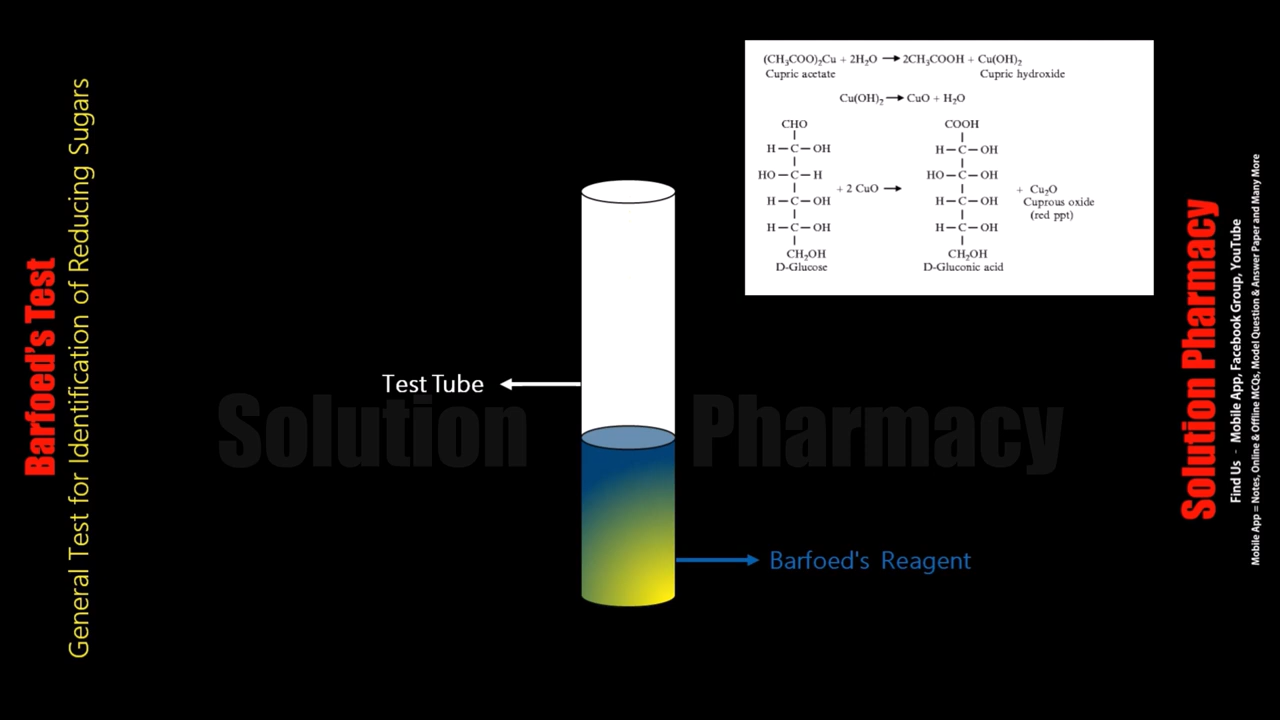 Barfoed's Test
General Test for Identification of Reducing Sugars
(CH₃COO)₂Cu + 2H₂O → 2CH₃COOH + Cu(OH)₂
Cupric acetate Cupric hydroxide
Cu(OH)₂ → CuO + H₂O
CHO COOH
H—C—OH H—C—OH
HO—C—H HO—C—OH
+ 2 CuO → + Cu₂O
H—C—OH H—C—OH Cuprous oxide
(red ppt)
H—C—OH H—C—OH
CH₂OH CH₂OH
D-Glucose D-Gluconic acid
Test Tube
Solution Pharmacy
Barfoed's Reagent
Solution Pharmacy
Find Us - Mobile App, Facebook Group, YouTube
Mobile App = Notes, Online & Offline MCQs, Model Question & Answer Paper and Many More